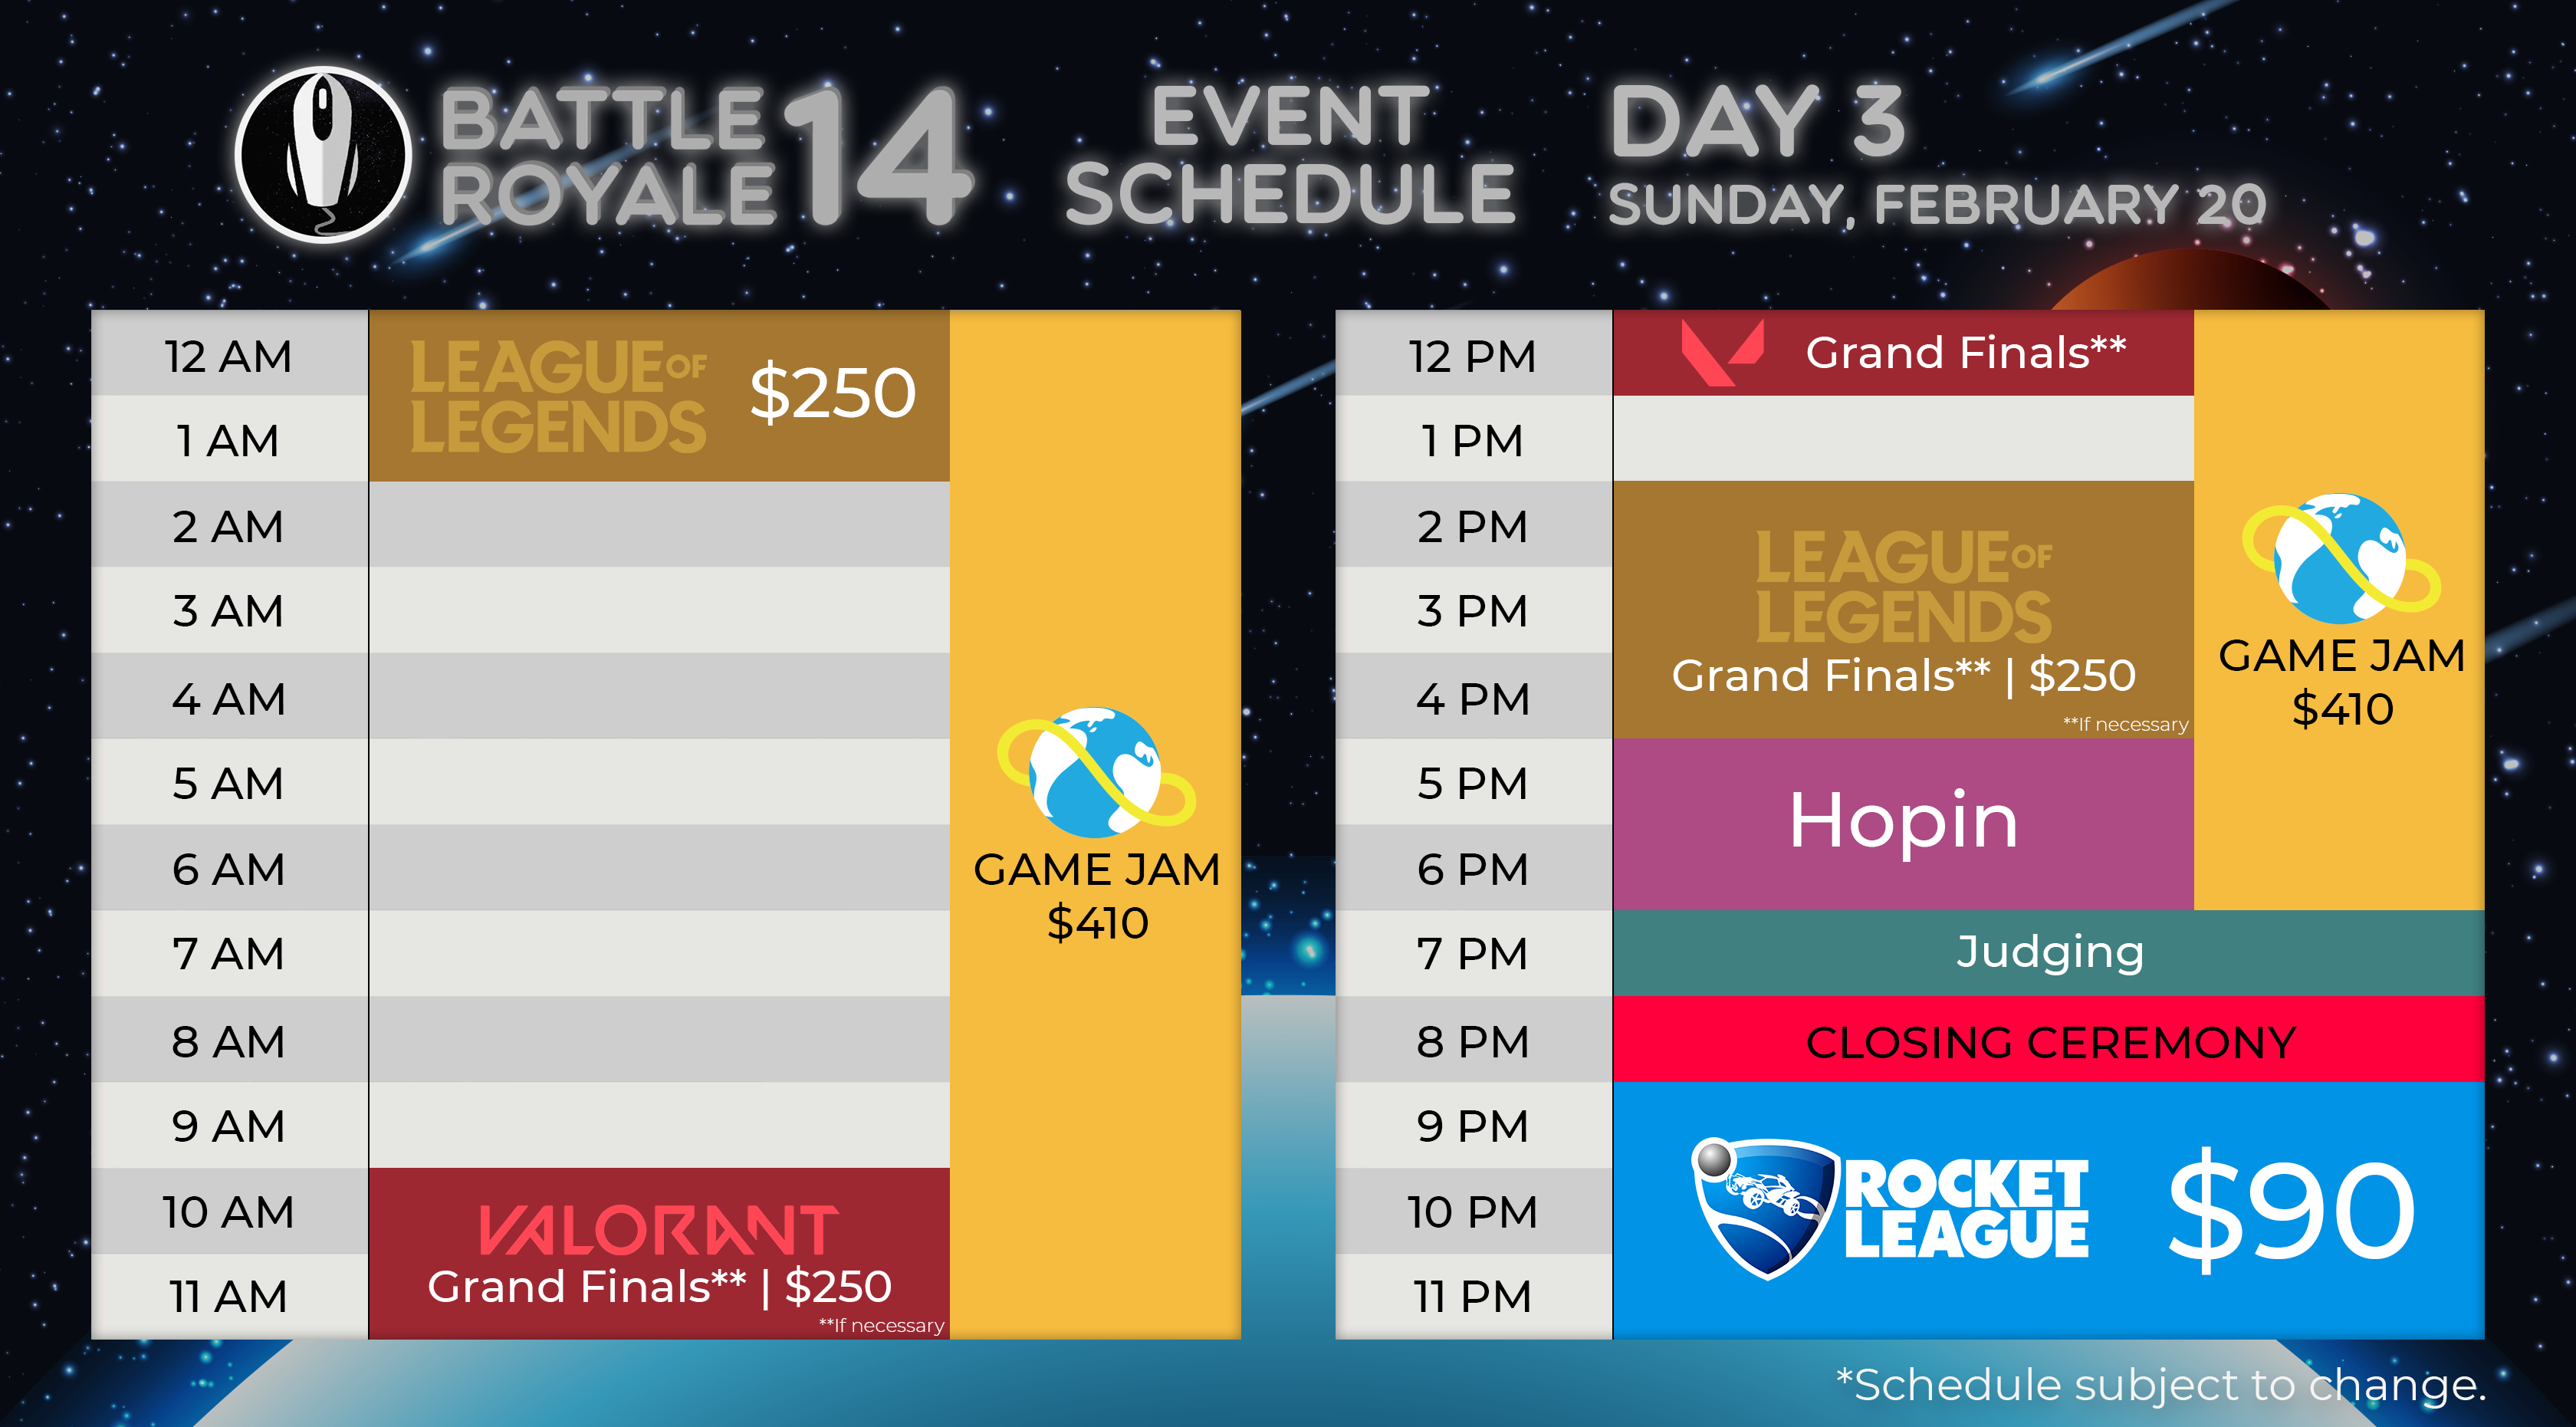 BATTLE
ROYALE 14
EVENT
SCHEDULE
DAY 3
SUNDAY, FEBRUARY 20
12 AM
1 AM
2 AM
3 AM
4 AM
5 AM
6 AM
7 AM
8 AM
9 AM
10 AM
11 AM
LEAGUE OF
LEGENDS
$250
VALORANT
Grand Finals** | $250
**If necessary
GAME JAM
$410
12 PM
1 PM
2 PM
3 PM
4 PM
5 PM
6 PM
7 PM
8 PM
9 PM
10 PM
11 PM
Grand Finals**
LEAGUE OF
LEGENDS
Grand Finals** | $250
**If necessary
GAME JAM
$410
Hopin
Judging
CLOSING CEREMONY
ROCKET
LEAGUE
$90
*Schedule subject to change.